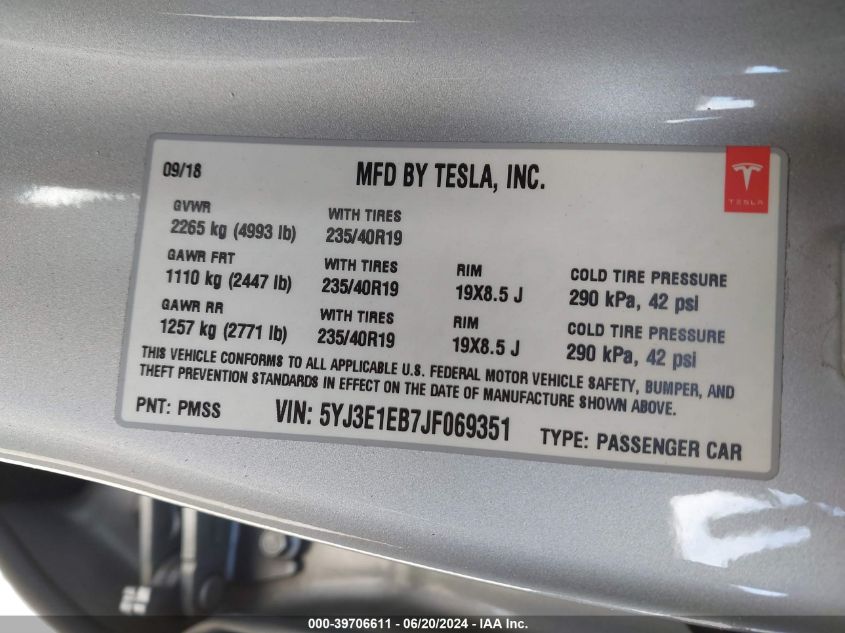 09/18
MFD BY TESLA, INC.
TESLA
GVWR
2265 kg (4993 lb)
WITH TIRES
235/40R19
GAWR FRT
1110 kg (2447 lb)
WITH TIRES
235/40R19
RIM
19X8.5 J
COLD TIRE PRESSURE
290 kPa, 42 psi
GAWR RR
1257 kg (2771 lb)
WITH TIRES
235/40R19
RIM
19X8.5 J
COLD TIRE PRESSURE
290 kPa, 42 psi
THIS VEHICLE CONFORMS TO ALL APPLICABLE U.S. FEDERAL MOTOR VEHICLE SAFETY, BUMPER, AND
THEFT PREVENTION STANDARDS IN EFFECT ON THE DATE OF MANUFACTURE SHOWN ABOVE.
PNT: PMSS
VIN: 5YJ3E1EB7JF069351
TYPE: PASSENGER CAR
000-39706611 - 06/20/2024 - IAA Inc.